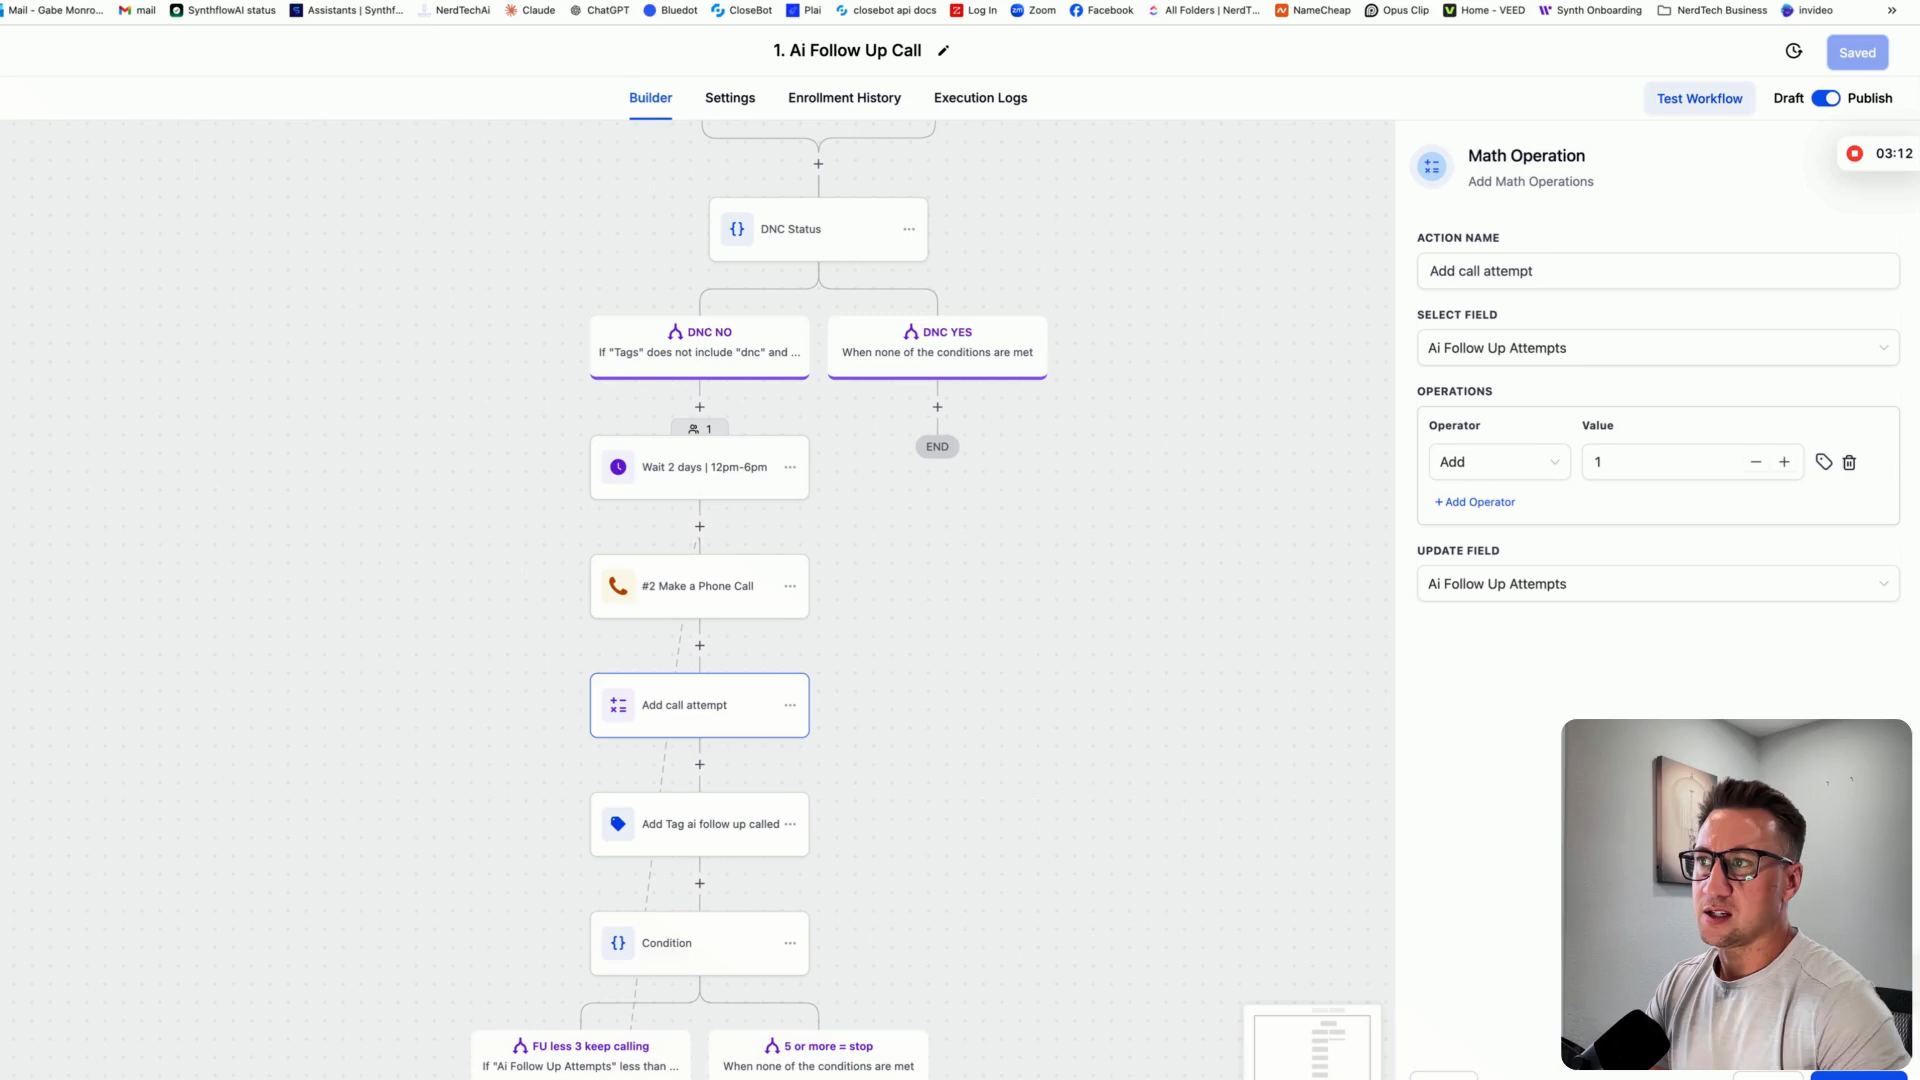 Mail - Gabe Monro...
mail
SynthflowAI status
Assistants | Synthf...
NerdTechAi
Claude
ChatGPT
Bluedot
CloseBot
Plai
closebot api docs
Log In
Zoom
Facebook
All Folders | NerdT...
NameCheap
Opus Clip
Home - VEED
Synth Onboarding
NerdTech Business
invideo
»
1. Ai Follow Up Call
Saved
Builder
Settings
Enrollment History
Execution Logs
Test Workflow
Draft
Publish
DNC Status
DNC NO
If "Tags" does not include "dnc" and ...
DNC YES
When none of the conditions are met
1
Wait 2 days | 12pm-6pm
END
#2 Make a Phone Call
Add call attempt
Add Tag ai follow up called
Condition
FU less 3 keep calling
If "Ai Follow Up Attempts" less than ...
5 or more = stop
When none of the conditions are met
Math Operation
Add Math Operations
03:12
ACTION NAME
Add call attempt
SELECT FIELD
Ai Follow Up Attempts
OPERATIONS
Operator
Value
Add
1
+ Add Operator
UPDATE FIELD
Ai Follow Up Attempts